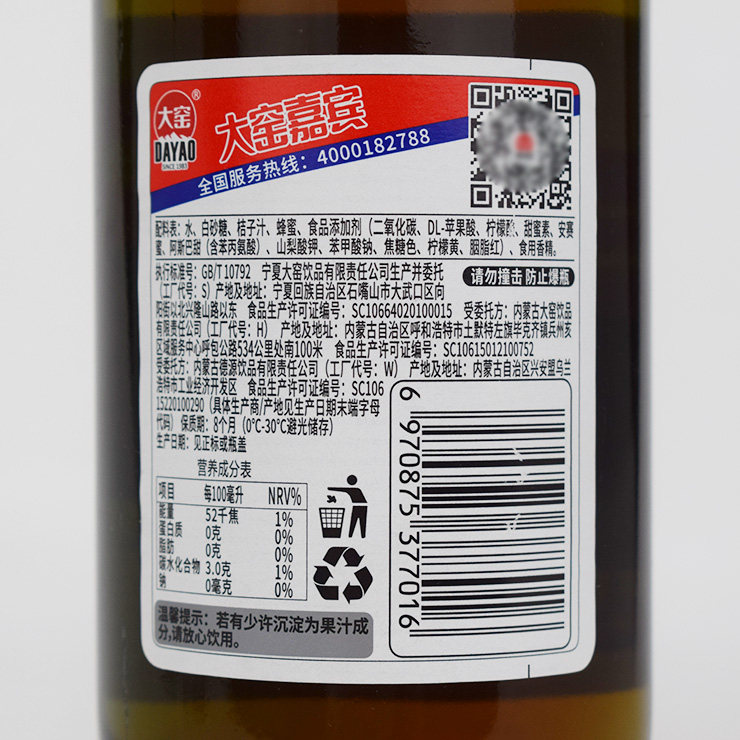 大窑®
DAYAO
SINCE 1983
大窑嘉宾
全国服务热线：4000182788
配料表：水、白砂糖、桔子汁、蜂蜜、食品添加剂（二氧化碳、DL-苹果酸、柠檬酸、甜蜜素、安赛
蜜、阿斯巴甜（含苯丙氨酸）、山梨酸钾、苯甲酸钠、焦糖色、柠檬黄、胭脂红）、食用香精。
执行标准号：GB/T 10792 宁夏大窑饮品有限责任公司生产并委托
请勿撞击 防止爆瓶
（工厂代号：S）产地及地址：宁夏回族自治区石嘴山市大武口区向
阳街以北兴隆山路以东 食品生产许可证编号：SC10664020100015 受委托方：内蒙古大窑饮品
有限责任公司（工厂代号：H） 产地及地址：内蒙古自治区呼和浩特市土默特左旗毕克齐镇兵州亥
区域服务中心呼包公路534公里处南100米 食品生产许可证编号：SC10615012100752
受委托方：内蒙古德源饮品有限责任公司（工厂代号：W） 产地及地址：内蒙古自治区兴安盟乌兰
浩特市工业经济开发区 食品生产许可证编号：SC106
15220100290（具体生产商/产地见生产日期末端字母
代码） 保质期：8个月（0°C-30°C避光储存）
生产日期：见正标或瓶盖
营养成分表
项目 每100毫升 NRV%
能量 52千焦 1%
蛋白质 0克 0%
脂肪 0克 0%
碳水化合物 3.0克 1%
钠 0毫克 0%
温馨提示：若有少许沉淀为果汁成
分,请放心饮用。
6 970875 377016